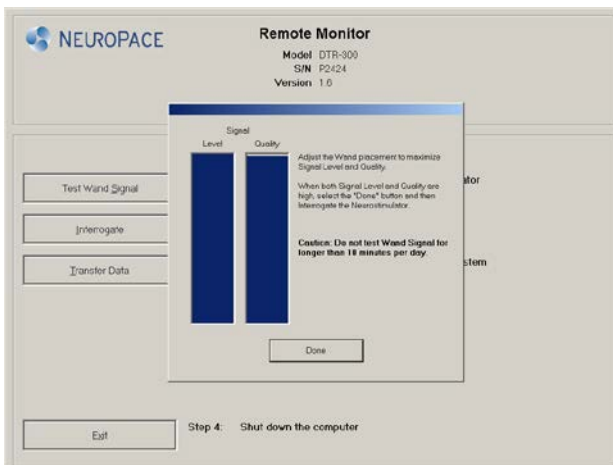 NEUROPACE
Remote Monitor
Model DTR-300
S/N P2424
Version 1.6
Signal
Level Quality
Adjust the Wand placement to maximize
Signal Level and Quality.
When both Signal Level and Quality are
high, select the "Done" button and then
Interrogate the Neurostimulator.
Caution: Do not test Wand Signal for
longer than 10 minutes per day.
Done
Test Wand Signal
Interrogate
Transfer Data
ator
stem
Exit
Step 4: Shut down the computer